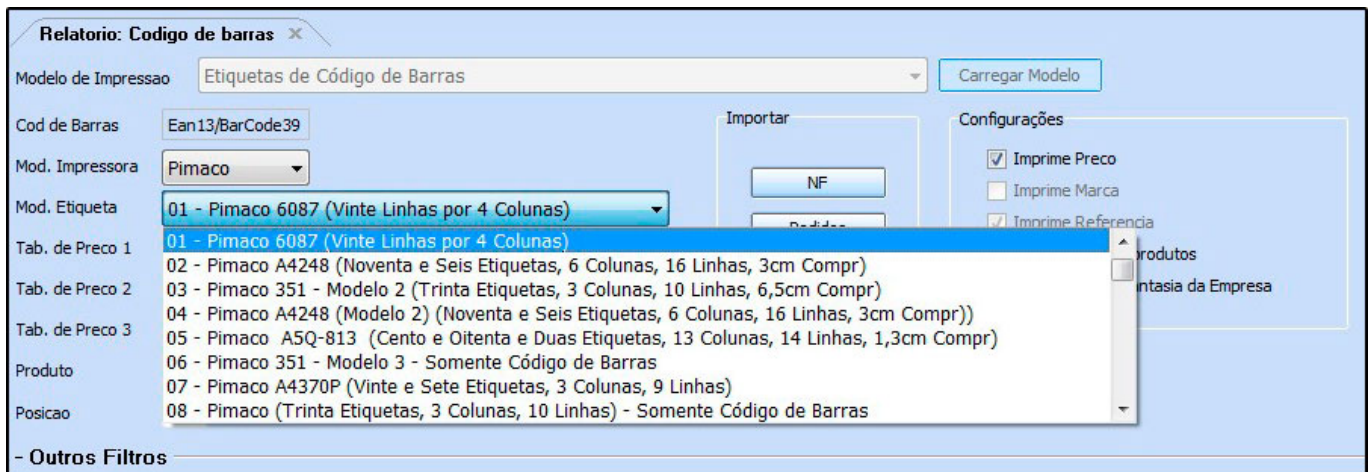 Relatorio: Codigo de barras
Modelo de Impressao Etiquetas de Código de Barras Carregar Modelo
Cod de Barras Ean13/BarCode39 Importar Configurações
Mod. Impressora Pimaco NF Imprime Preco
Imprime Marca
Mod. Etiqueta 01 - Pimaco 6087 (Vinte Linhas por 4 Colunas) Pedidos Imprime Referencia
Tab. de Preco 1 01 - Pimaco 6087 (Vinte Linhas por 4 Colunas)
02 - Pimaco A4248 (Noventa e Seis Etiquetas, 6 Colunas, 16 Linhas, 3cm Compr) rodutos
Tab. de Preco 2 03 - Pimaco 351 - Modelo 2 (Trinta Etiquetas, 3 Colunas, 10 Linhas, 6,5cm Compr) ntasia da Empresa
04 - Pimaco A4248 (Modelo 2) (Noventa e Seis Etiquetas, 6 Colunas, 16 Linhas, 3cm Compr))
Tab. de Preco 3 05 - Pimaco A5Q-813 (Cento e Oitenta e Duas Etiquetas, 13 Colunas, 14 Linhas, 1,3cm Compr)
Produto 06 - Pimaco 351 - Modelo 3 - Somente Código de Barras
07 - Pimaco A4370P (Vinte e Sete Etiquetas, 3 Colunas, 9 Linhas)
Posicao 08 - Pimaco (Trinta Etiquetas, 3 Colunas, 10 Linhas) - Somente Código de Barras
- Outros Filtros